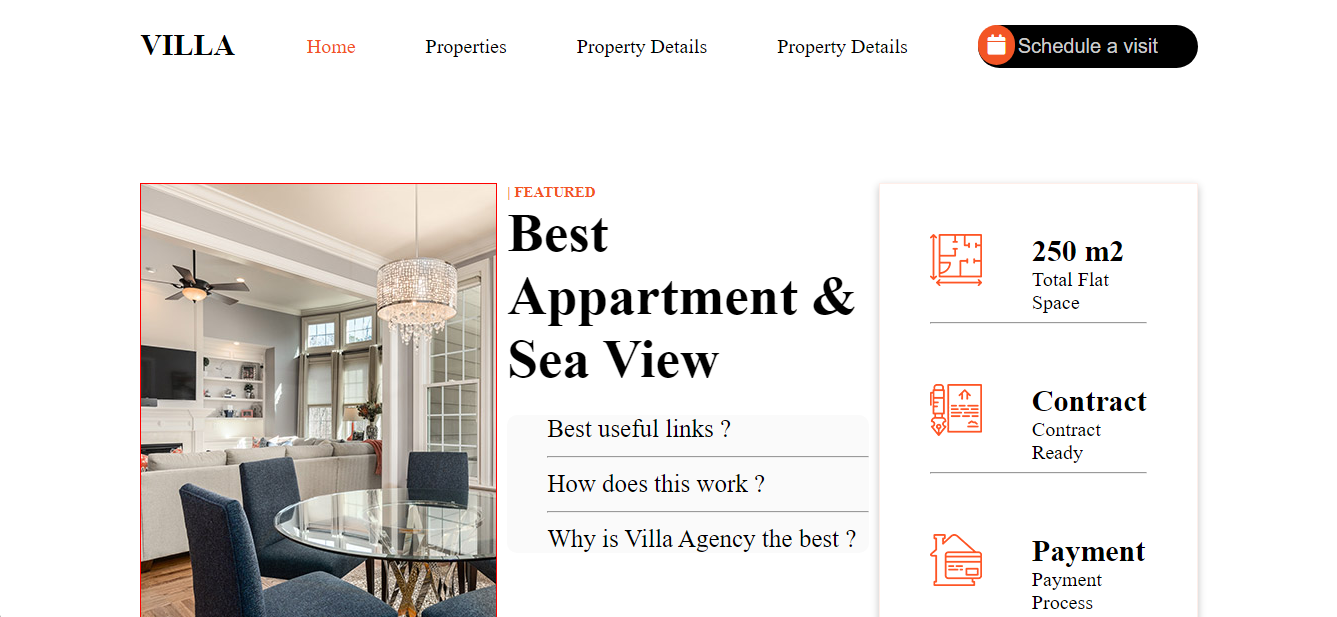 VILLA
Home
Properties
Property Details
Property Details
Schedule a visit
| FEATURED
Best
Appartment &
Sea View
Best useful links ?
How does this work ?
Why is Villa Agency the best ?
250 m2
Total Flat
Space
Contract
Contract
Ready
Payment
Payment
Process